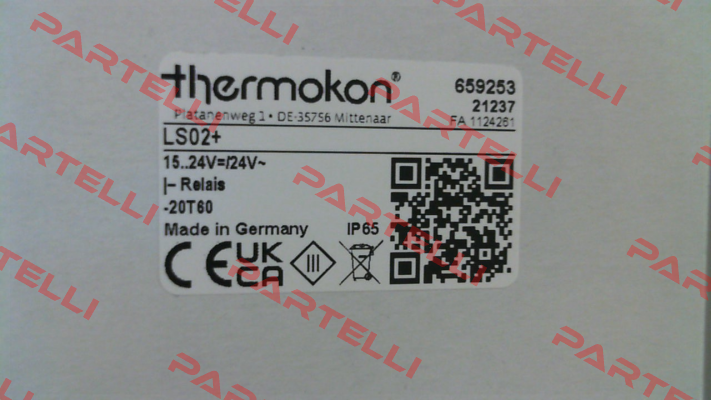 thermokon®
659253
21237
Platanenweg 1 • DE-35756 Mittenaar
FA 1124261
LS02+
15..24V=/24V~
|– Relais
-20T60
Made in Germany
IP65
CE UK CA
III
PARTELLI
PARTELLI
PARTELLI
PARTELLI
PARTELLI
PARTELLI
PARTELLI
PARTELLI
PARTELLI